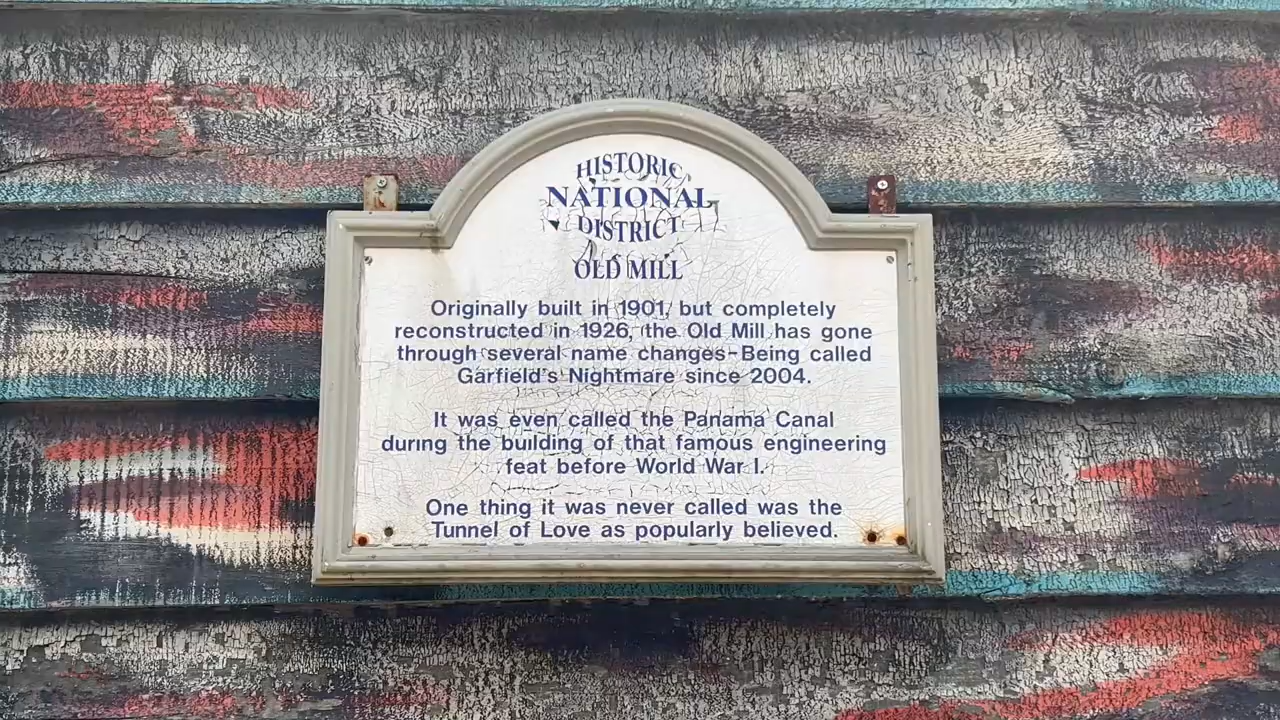 HISTORIC
NATIONAL
DISTRICT
OLD MILL
Originally built in 1901, but completely
reconstructed in 1926, the Old Mill has gone
through several name changes-Being called
Garfield's Nightmare since 2004.
It was even called the Panama Canal
during the building of that famous engineering
feat before World War I.
One thing it was never called was the
Tunnel of Love as popularly believed.